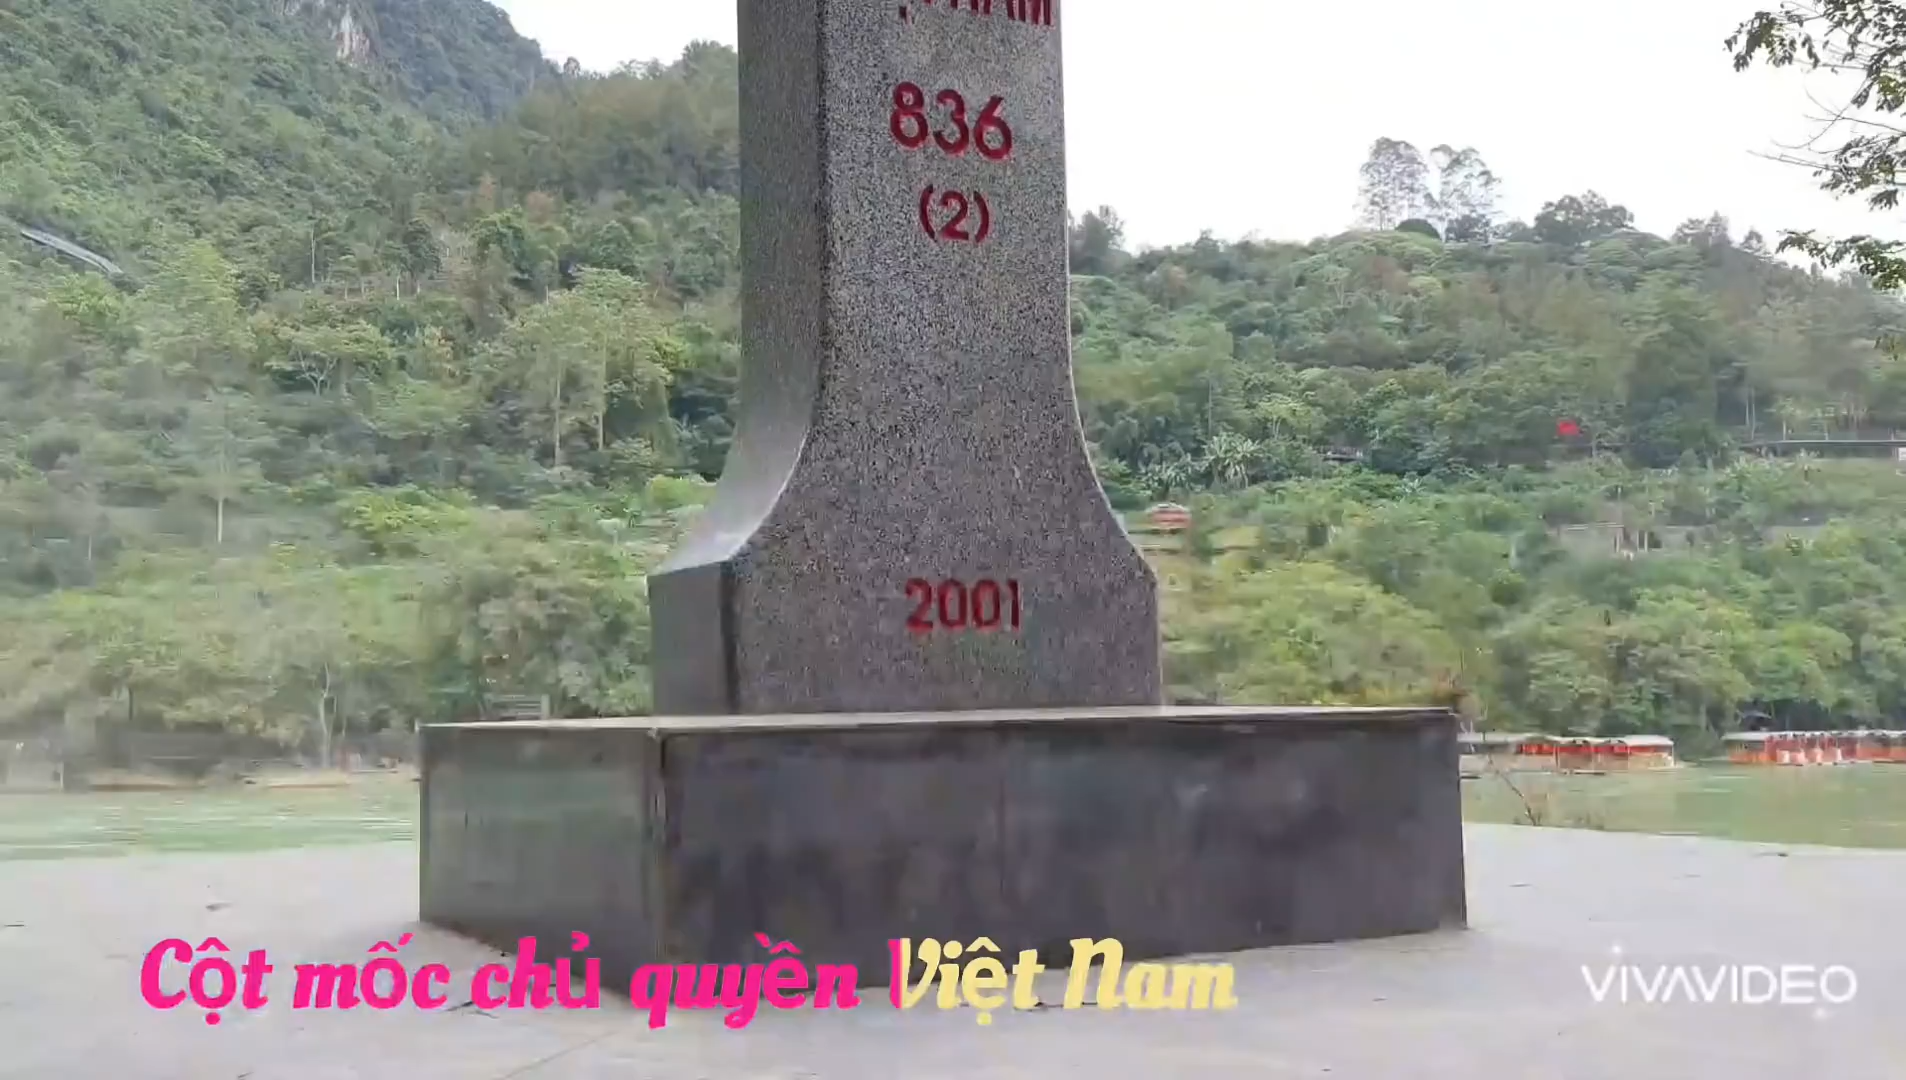 836
(2)
2001
Cột mốc chủ quyền Việt Nam
VIVAVIDEO